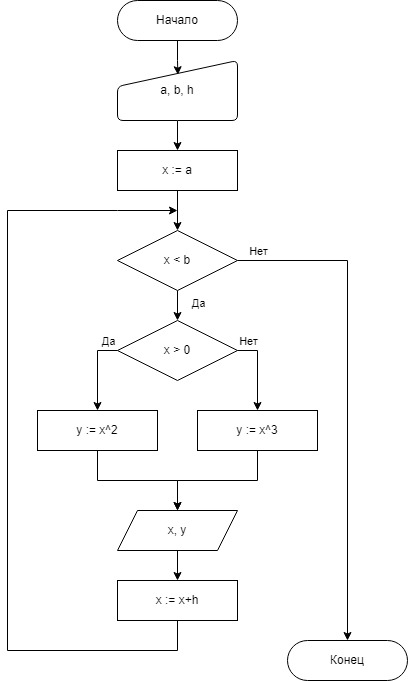 Начало
a, b, h
x := a
x < b
Нет
Да
x > 0
Да
Нет
y := x^2
y := x^3
x, y
x := x+h
Конец